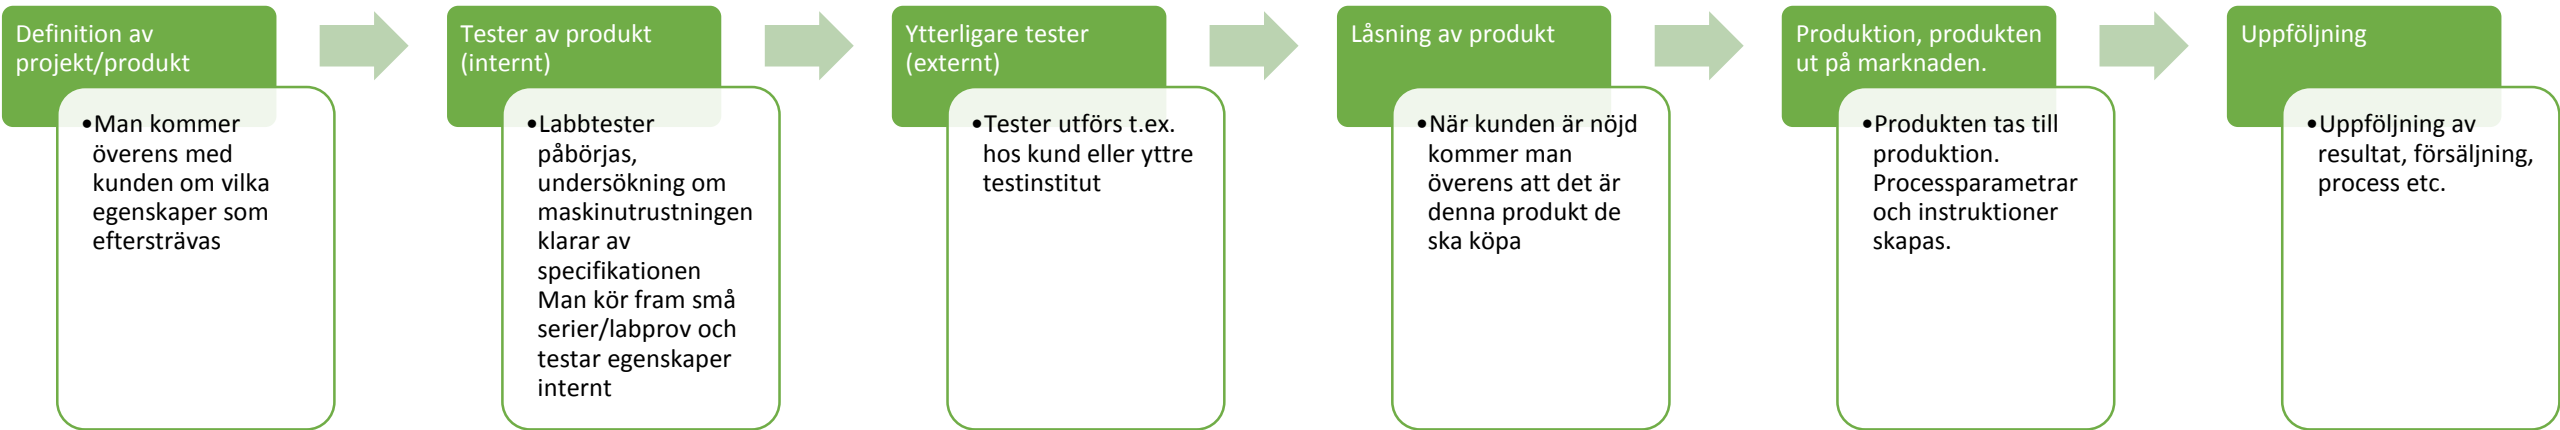 Definition av
projekt/produkt
•Man kommer
överens med
kunden om vilka
egenskaper som
eftersträvas
Tester av produkt
(internt)
•Labbtester
påbörjas,
undersökning om
maskinutrustningen
klarar av
specifikationen
Man kör fram små
serier/labprov och
testar egenskaper
internt
Ytterligare tester
(externt)
•Tester utförs t.ex.
hos kund eller yttre
testinstitut
Låsning av produkt
•När kunden är nöjd
kommer man
överens att det är
denna produkt de
ska köpa
Produktion, produkten
ut på marknaden.
•Produkten tas till
produktion.
Processparametrar
och instruktioner
skapas.
Uppföljning
•Uppföljning av
resultat, försäljning,
process etc.